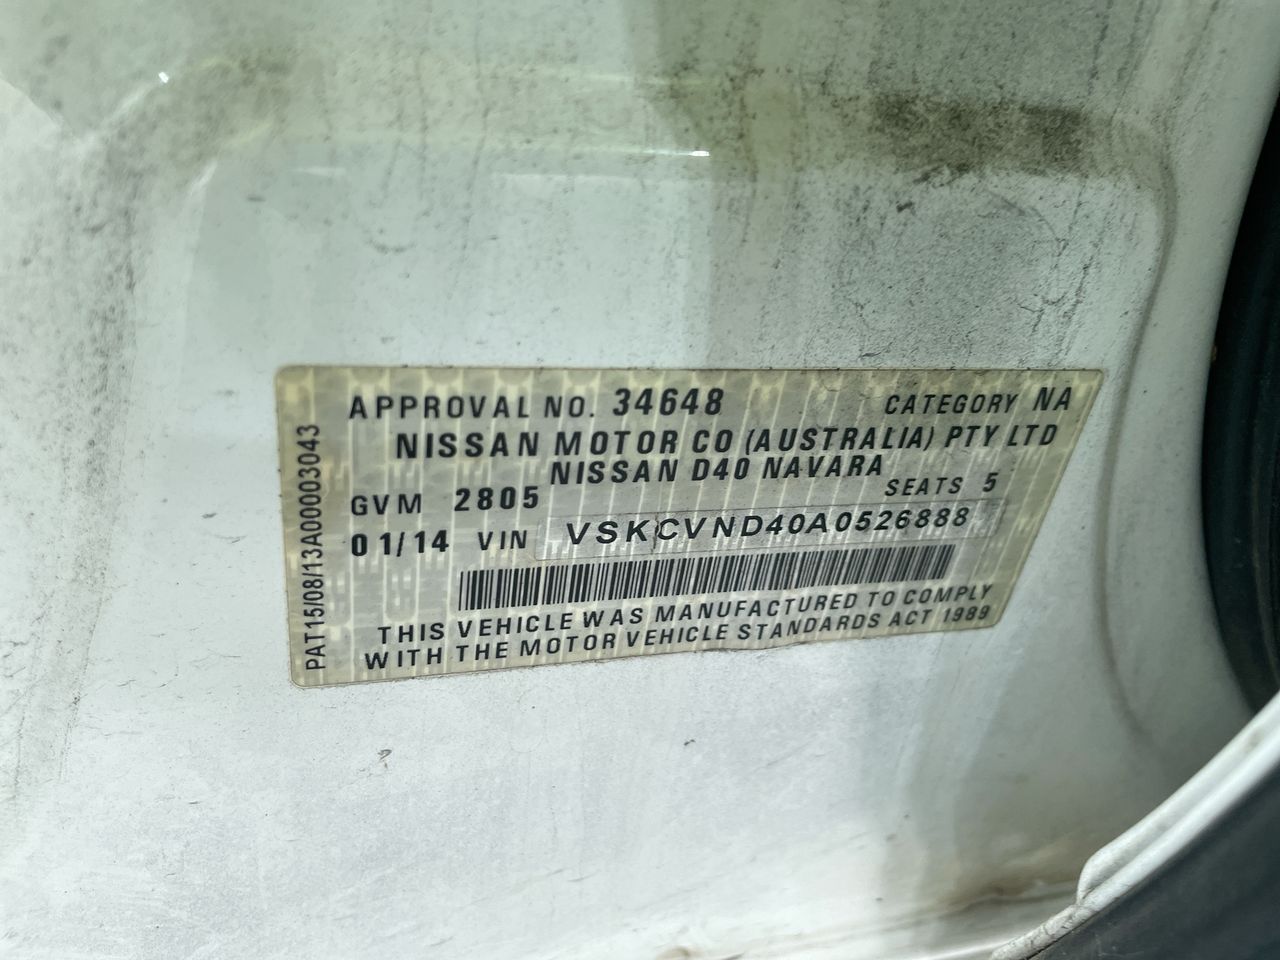 APPROVAL NO. 34648 CATEGORY NA
NISSAN MOTOR CO (AUSTRALIA) PTY LTD
NISSAN D40 NAVARA
GVM 2805 SEATS 5
01/14 VIN VSKCVND40A0526888
THIS VEHICLE WAS MANUFACTURED TO COMPLY
WITH THE MOTOR VEHICLE STANDARDS ACT 1989
PAT15/08/13A00003043